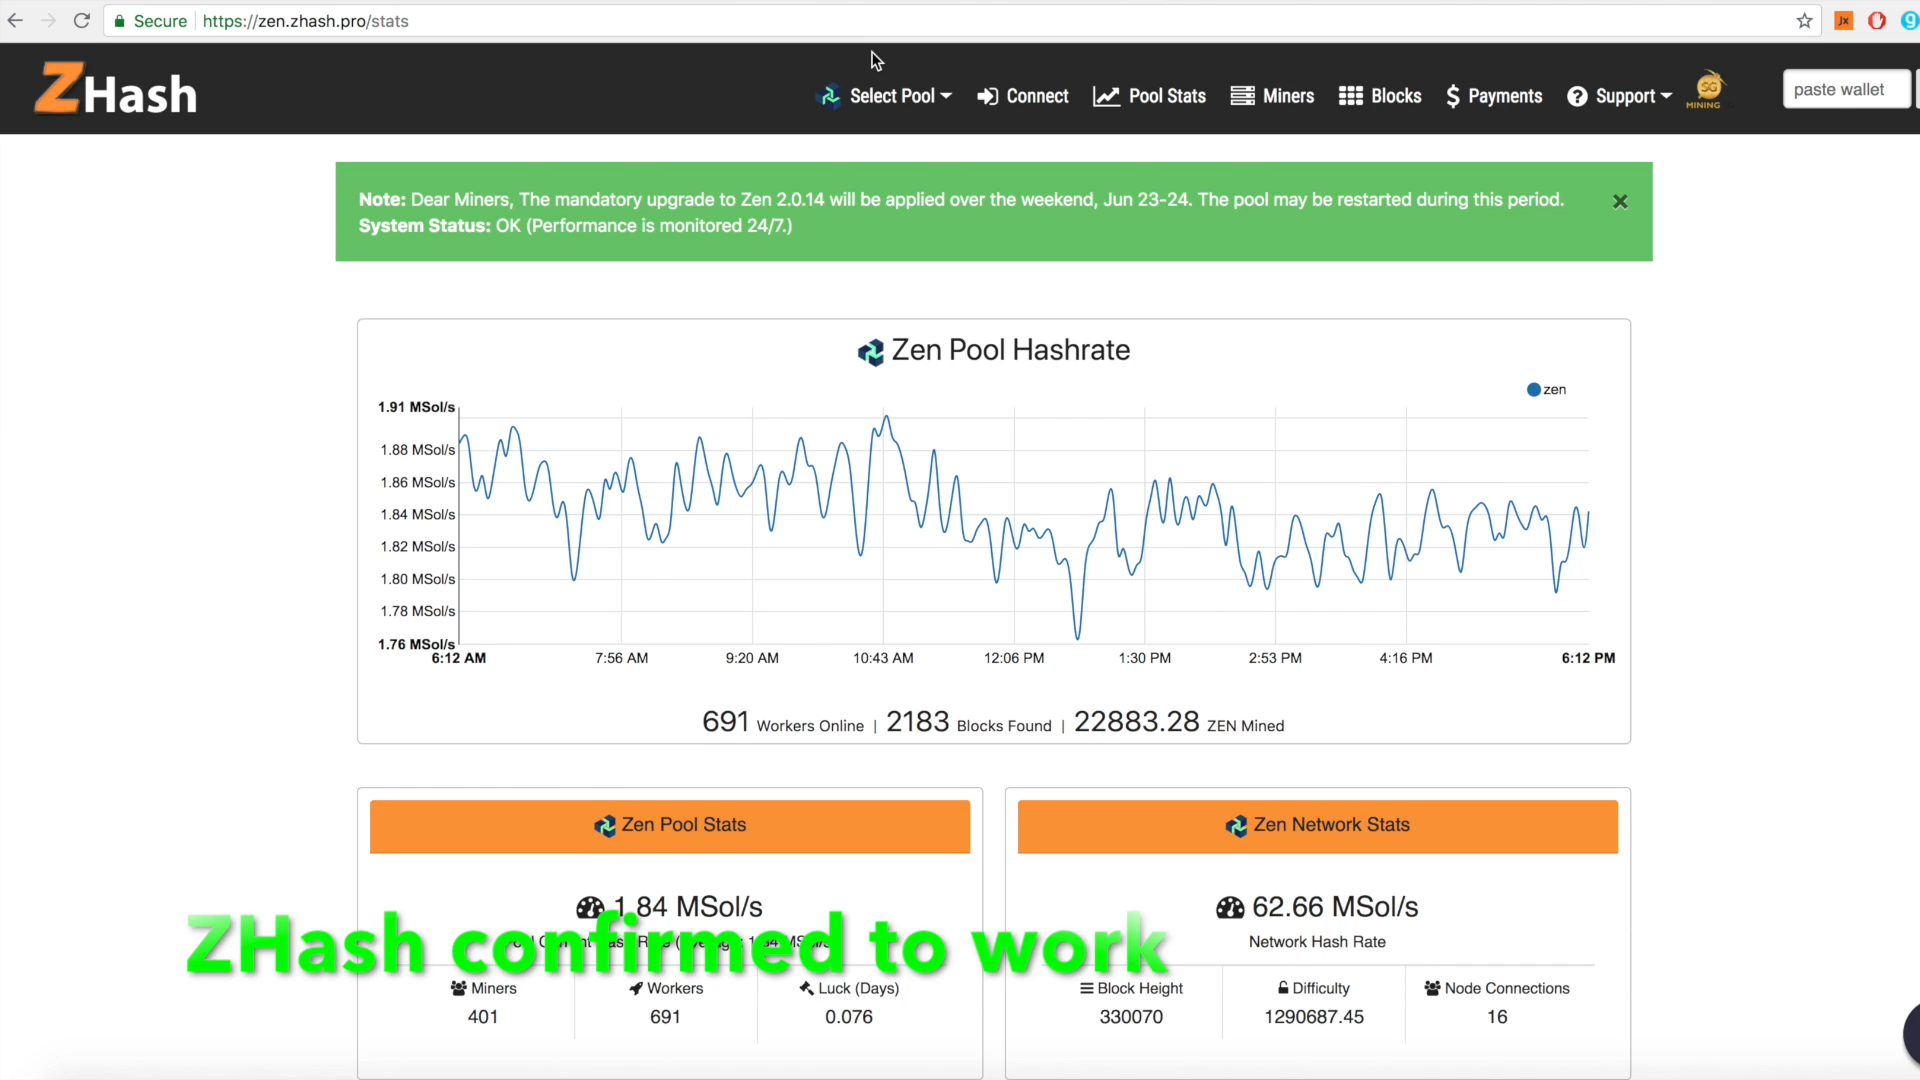 Secure https://zen.zhash.pro/stats
ZHash
Select Pool Connect Pool Stats Miners Blocks $ Payments Support SG MINING paste wallet
Note: Dear Miners, The mandatory upgrade to Zen 2.0.14 will be applied over the weekend, Jun 23-24. The pool may be restarted during this period.
System Status: OK (Performance is monitored 24/7.)
Zen Pool Hashrate
zen
1.91 MSol/s
1.88 MSol/s
1.86 MSol/s
1.84 MSol/s
1.82 MSol/s
1.80 MSol/s
1.78 MSol/s
1.76 MSol/s
6:12 AM 7:56 AM 9:20 AM 10:43 AM 12:06 PM 1:30 PM 2:53 PM 4:16 PM 6:12 PM
691 Workers Online | 2183 Blocks Found | 22883.28 ZEN Mined
Zen Pool Stats
1.84 MSol/s
ZHash confirmed to work
Miners Workers Luck (Days)
401 691 0.076
Zen Network Stats
62.66 MSol/s
Network Hash Rate
Block Height Difficulty Node Connections
330070 1290687.45 16